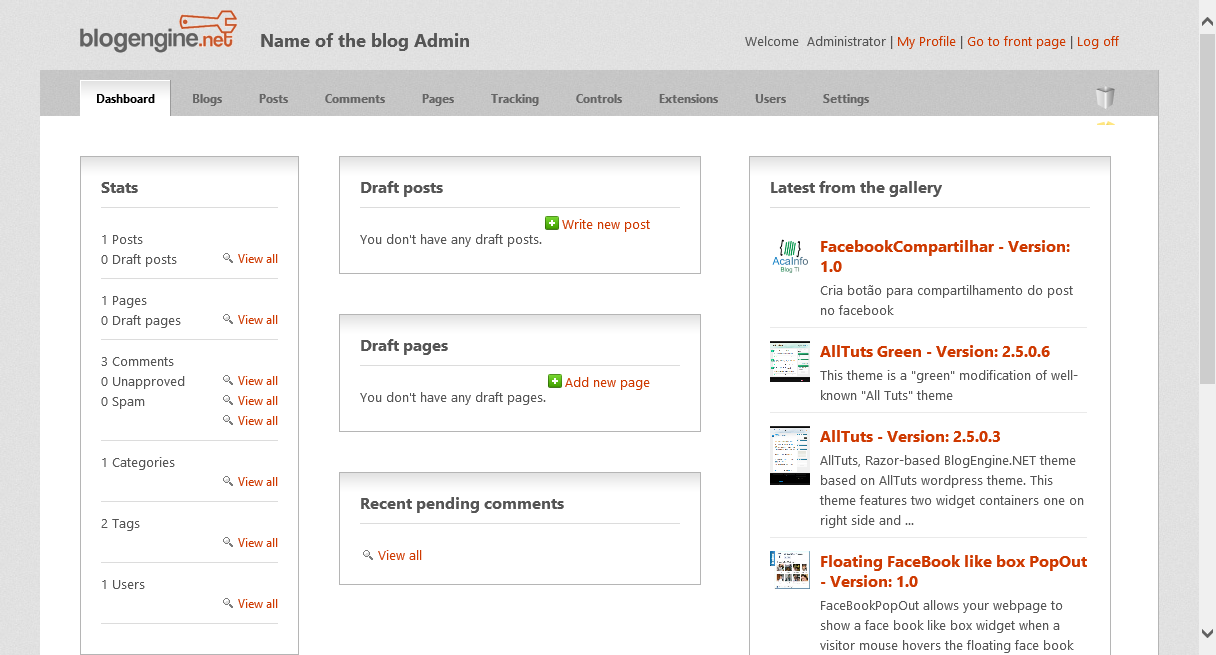 blogengine.net
Name of the blog Admin
Welcome Administrator | My Profile | Go to front page | Log off
Dashboard Blogs Posts Comments Pages Tracking Controls Extensions Users Settings
Stats
1 Posts
0 Draft posts View all
1 Pages
0 Draft pages View all
3 Comments
0 Unapproved View all
0 Spam View all
View all
1 Categories
View all
2 Tags
View all
1 Users
View all
Draft posts
Write new post
You don't have any draft posts.
Draft pages
Add new page
You don't have any draft pages.
Recent pending comments
View all
Latest from the gallery
{||||}
AcaInfo
Blog TI
FacebookCompartilhar - Version:
1.0
Cria botão para compartilhamento do post
no facebook
AllTuts Green - Version: 2.5.0.6
This theme is a "green" modification of well-
known "All Tuts" theme
AllTuts - Version: 2.5.0.3
AllTuts, Razor-based BlogEngine.NET theme
based on AllTuts wordpress theme. This
theme features two widget containers one on
right side and ...
Floating FaceBook like box PopOut
- Version: 1.0
FaceBookPopOut allows your webpage to
show a face book like box widget when a
visitor mouse hovers the floating face book